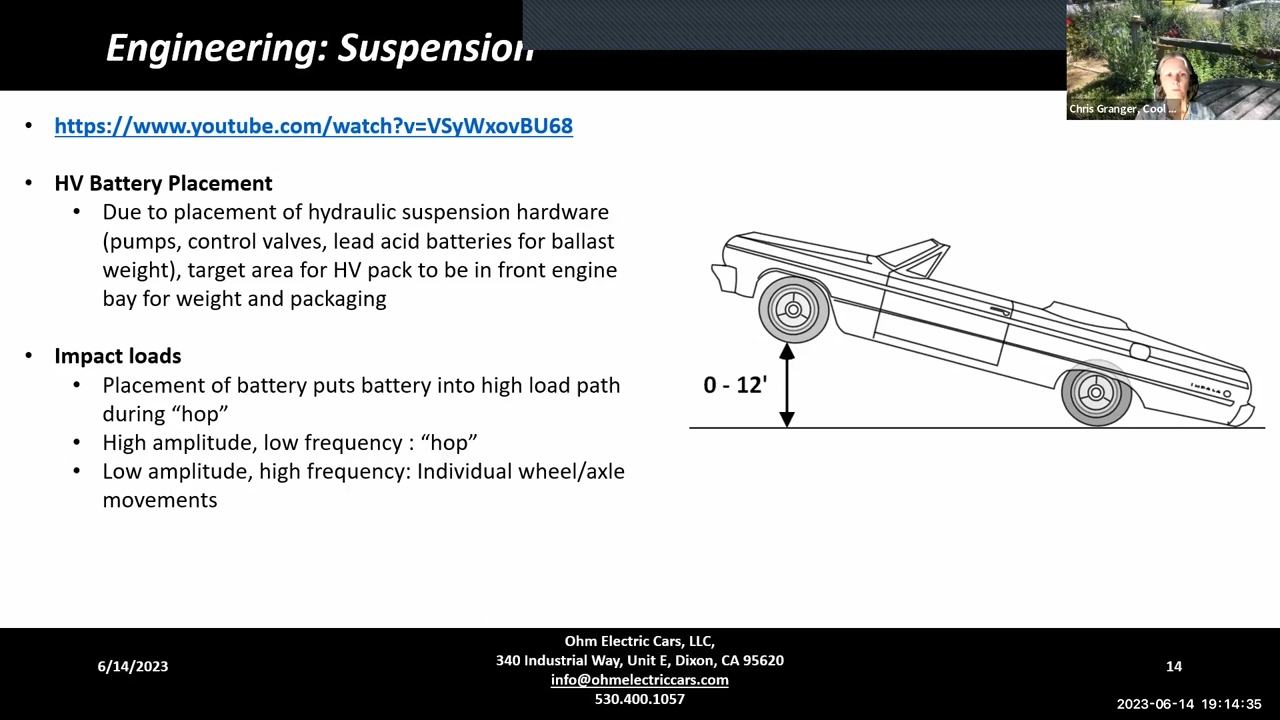 Engineering: Suspension
Chris Granger, Cool ...
• https://www.youtube.com/watch?v=VSyWxovBU68
• HV Battery Placement
• Due to placement of hydraulic suspension hardware
(pumps, control valves, lead acid batteries for ballast
weight), target area for HV pack to be in front engine
bay for weight and packaging
• Impact loads
• Placement of battery puts battery into high load path
during “hop”
• High amplitude, low frequency : “hop”
• Low amplitude, high frequency: Individual wheel/axle
movements
0 - 12'
IMPALA
Ohm Electric Cars, LLC,
340 Industrial Way, Unit E, Dixon, CA 95620
info@ohmelectriccars.com
530.400.1057
6/14/2023
14
2023-06-14 19:14:35